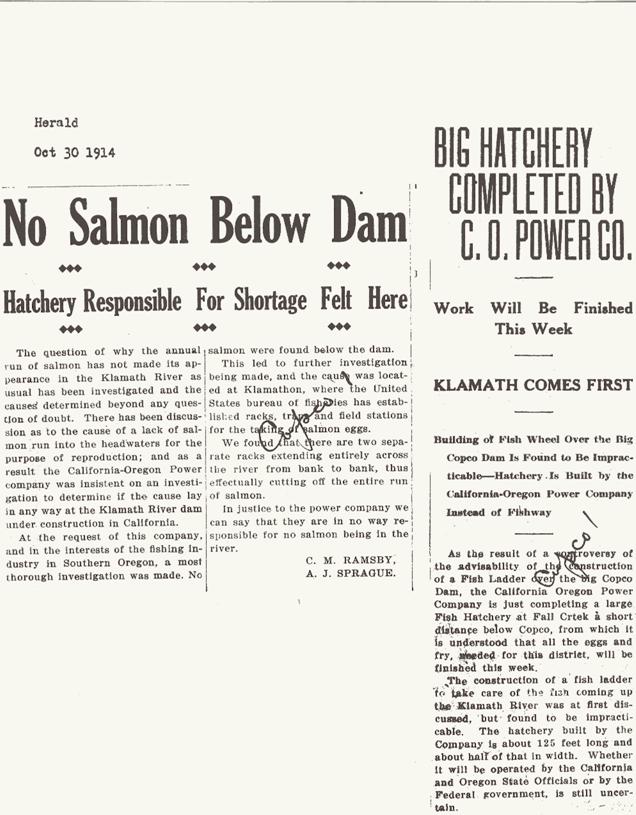 Herald
Oct 30 1914
No Salmon Below Dam
Hatchery Responsible For Shortage Felt Here
The question of why the annual
run of salmon has not made its ap-
pearance in the Klamath River as
usual has been investigated and the
causes determined beyond any ques-
tion of doubt. There has been discus-
sion as to the cause of a lack of sal-
mon run into the headwaters for the
purpose of reproduction; and as a
result the California-Oregon Power
company was insistent on an investi-
gation to determine if the cause lay
in any way at the Klamath River dam
under construction in California.
At the request of this company,
and in the interests of the fishing in-
dustry in Southern Oregon, a most
thorough investigation was made. No
salmon were found below the dam.
This led to further investigation
being made, and the cause was locat-
ed at Klamathon, where the United
States bureau of fisheries has estab-
lished racks, traps and field stations
for the taking of salmon eggs.
We found that there are two sepa-
rate racks extending entirely across
the river from bank to bank, thus
effectually cutting off the entire run
of salmon.
In justice to the power company we
can say that they are in no way re-
sponsible for no salmon being in the
river.
C. M. RAMSBY,
A. J. SPRAGUE.
Copco /
BIG HATCHERY
COMPLETED BY
C. O. POWER CO.
Work Will Be Finished
This Week
KLAMATH COMES FIRST
Building of Fish Wheel Over the Big
Copco Dam Is Found to Be Imprac-
ticable—Hatchery Is Built by the
California-Oregon Power Company
Instead of Fishway
As the result of a controversy of
the advisability of the construction
of a Fish Ladder over the Big Copco
Dam, the California Oregon Power
Company is just completing a large
Fish Hatchery at Fall Crtek a short
distance below Copco, from which it
is understood that all the eggs and
fry, needed for this district, will be
finished this week.
The construction of a fish ladder
to take care of the fish coming up
the Klamath River was at first dis-
cussed, but found to be impracti-
cable. The hatchery built by the
Company is about 125 feet long and
about half of that in width. Whether
it will be operated by the California
and Oregon State Officials or by the
Federal government, is still uncer-
tain.
Copco /